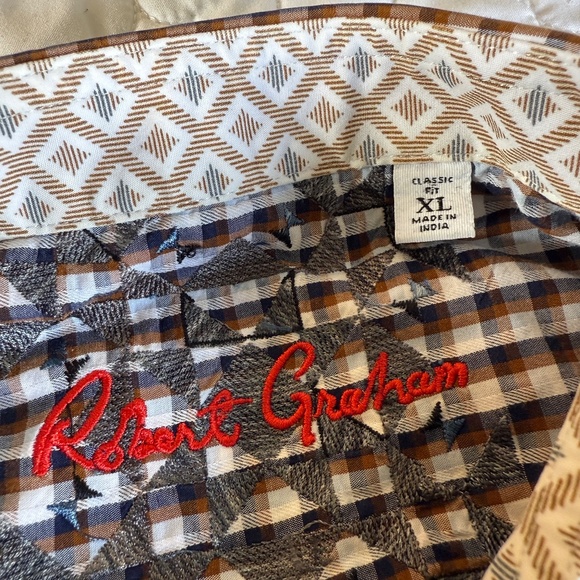 CLASSIC
FIT
XL
MADE IN
INDIA
Robert Graham